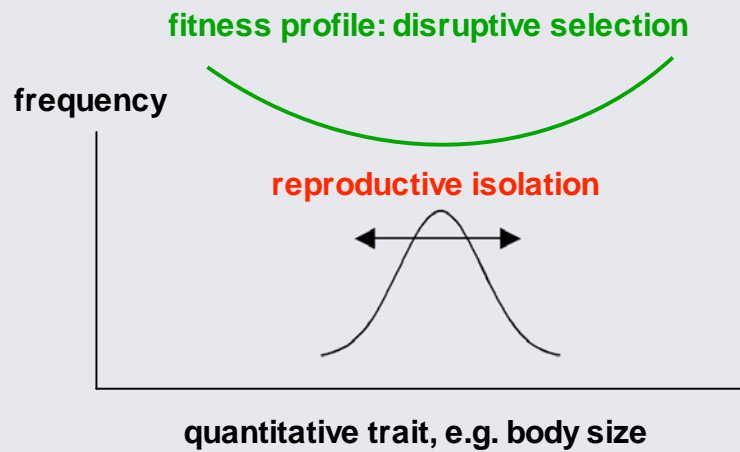 fitness profile: disruptive selection
frequency
reproductive isolation
quantitative trait, e.g. body size